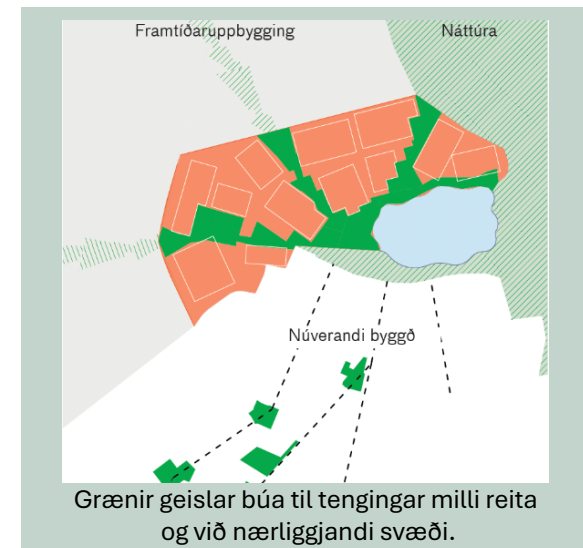 Framtíðaruppbygging
Náttúra
Núverandi byggð
Grænir geislar búa til tengingar milli reita
og við nærliggjandi svæði.